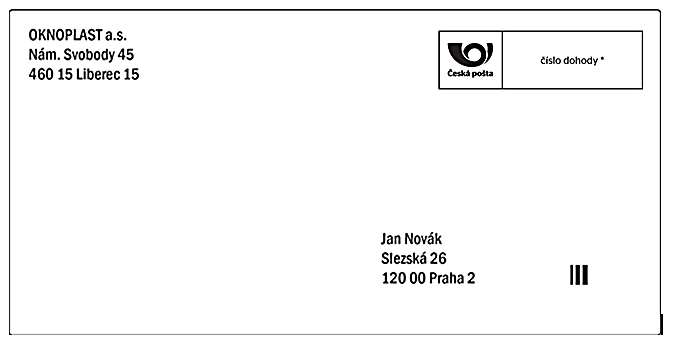 OKNOPLAST a.s.
Nám. Svobody 45
460 15 Liberec 15
Česká pošta
číslo dohody *
Jan Novák
Slezská 26
120 00 Praha 2